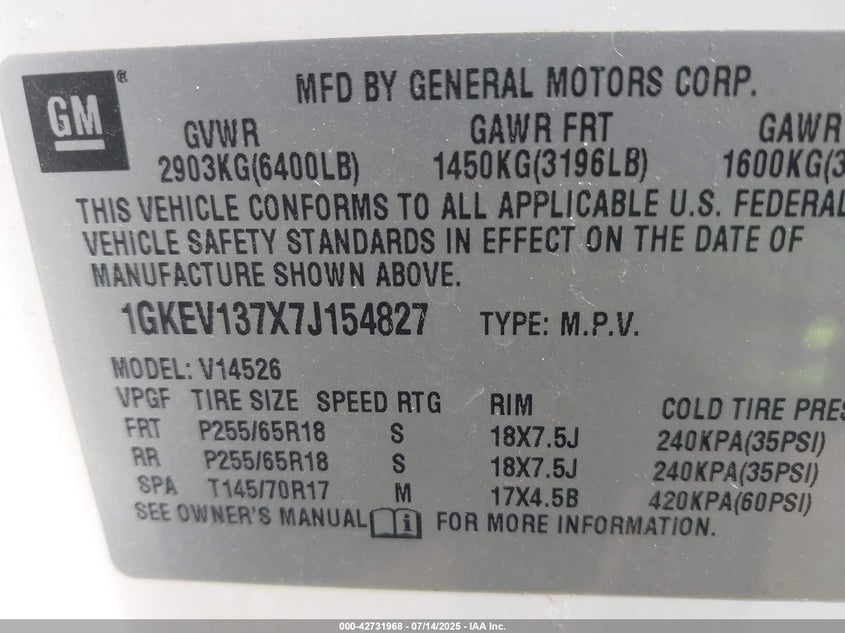 GM ®
MFD BY GENERAL MOTORS CORP.
GVWR GAWR FRT GAWR
2903KG(6400LB) 1450KG(3196LB) 1600KG(3
THIS VEHICLE CONFORMS TO ALL APPLICABLE U.S. FEDERAL
VEHICLE SAFETY STANDARDS IN EFFECT ON THE DATE OF
MANUFACTURE SHOWN ABOVE.
1GKEV137X7J154827 TYPE: M.P.V.
MODEL: V14526
VPGF TIRE SIZE SPEED RTG RIM COLD TIRE PRES
FRT P255/65R18 S 18X7.5J 240KPA(35PSI)
RR P255/65R18 S 18X7.5J 240KPA(35PSI)
SPA T145/70R17 M 17X4.5B 420KPA(60PSI)
SEE OWNER'S MANUAL i FOR MORE INFORMATION.
000-42731968 - 07/14/2025 - IAA Inc.